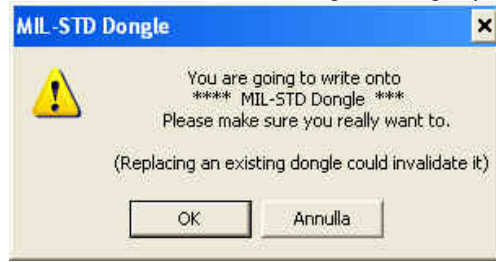 MIL-STD Dongle
You are going to write onto
**** MIL-STD Dongle ***
Please make sure you really want to.
(Replacing an existing dongle could invalidate it)
OK
Annulla